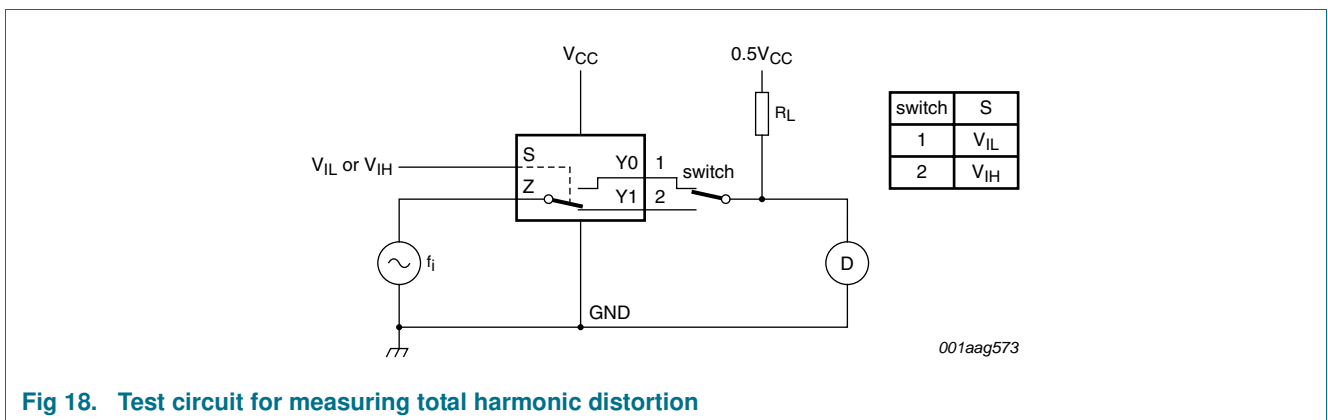 VCC
0.5VCC
RL
switch S
1 VIL
2 VIH
VIL or VIH
S
Z
Y0 1
Y1 2
switch
fi
D
GND
001aag573
Fig 18. Test circuit for measuring total harmonic distortion